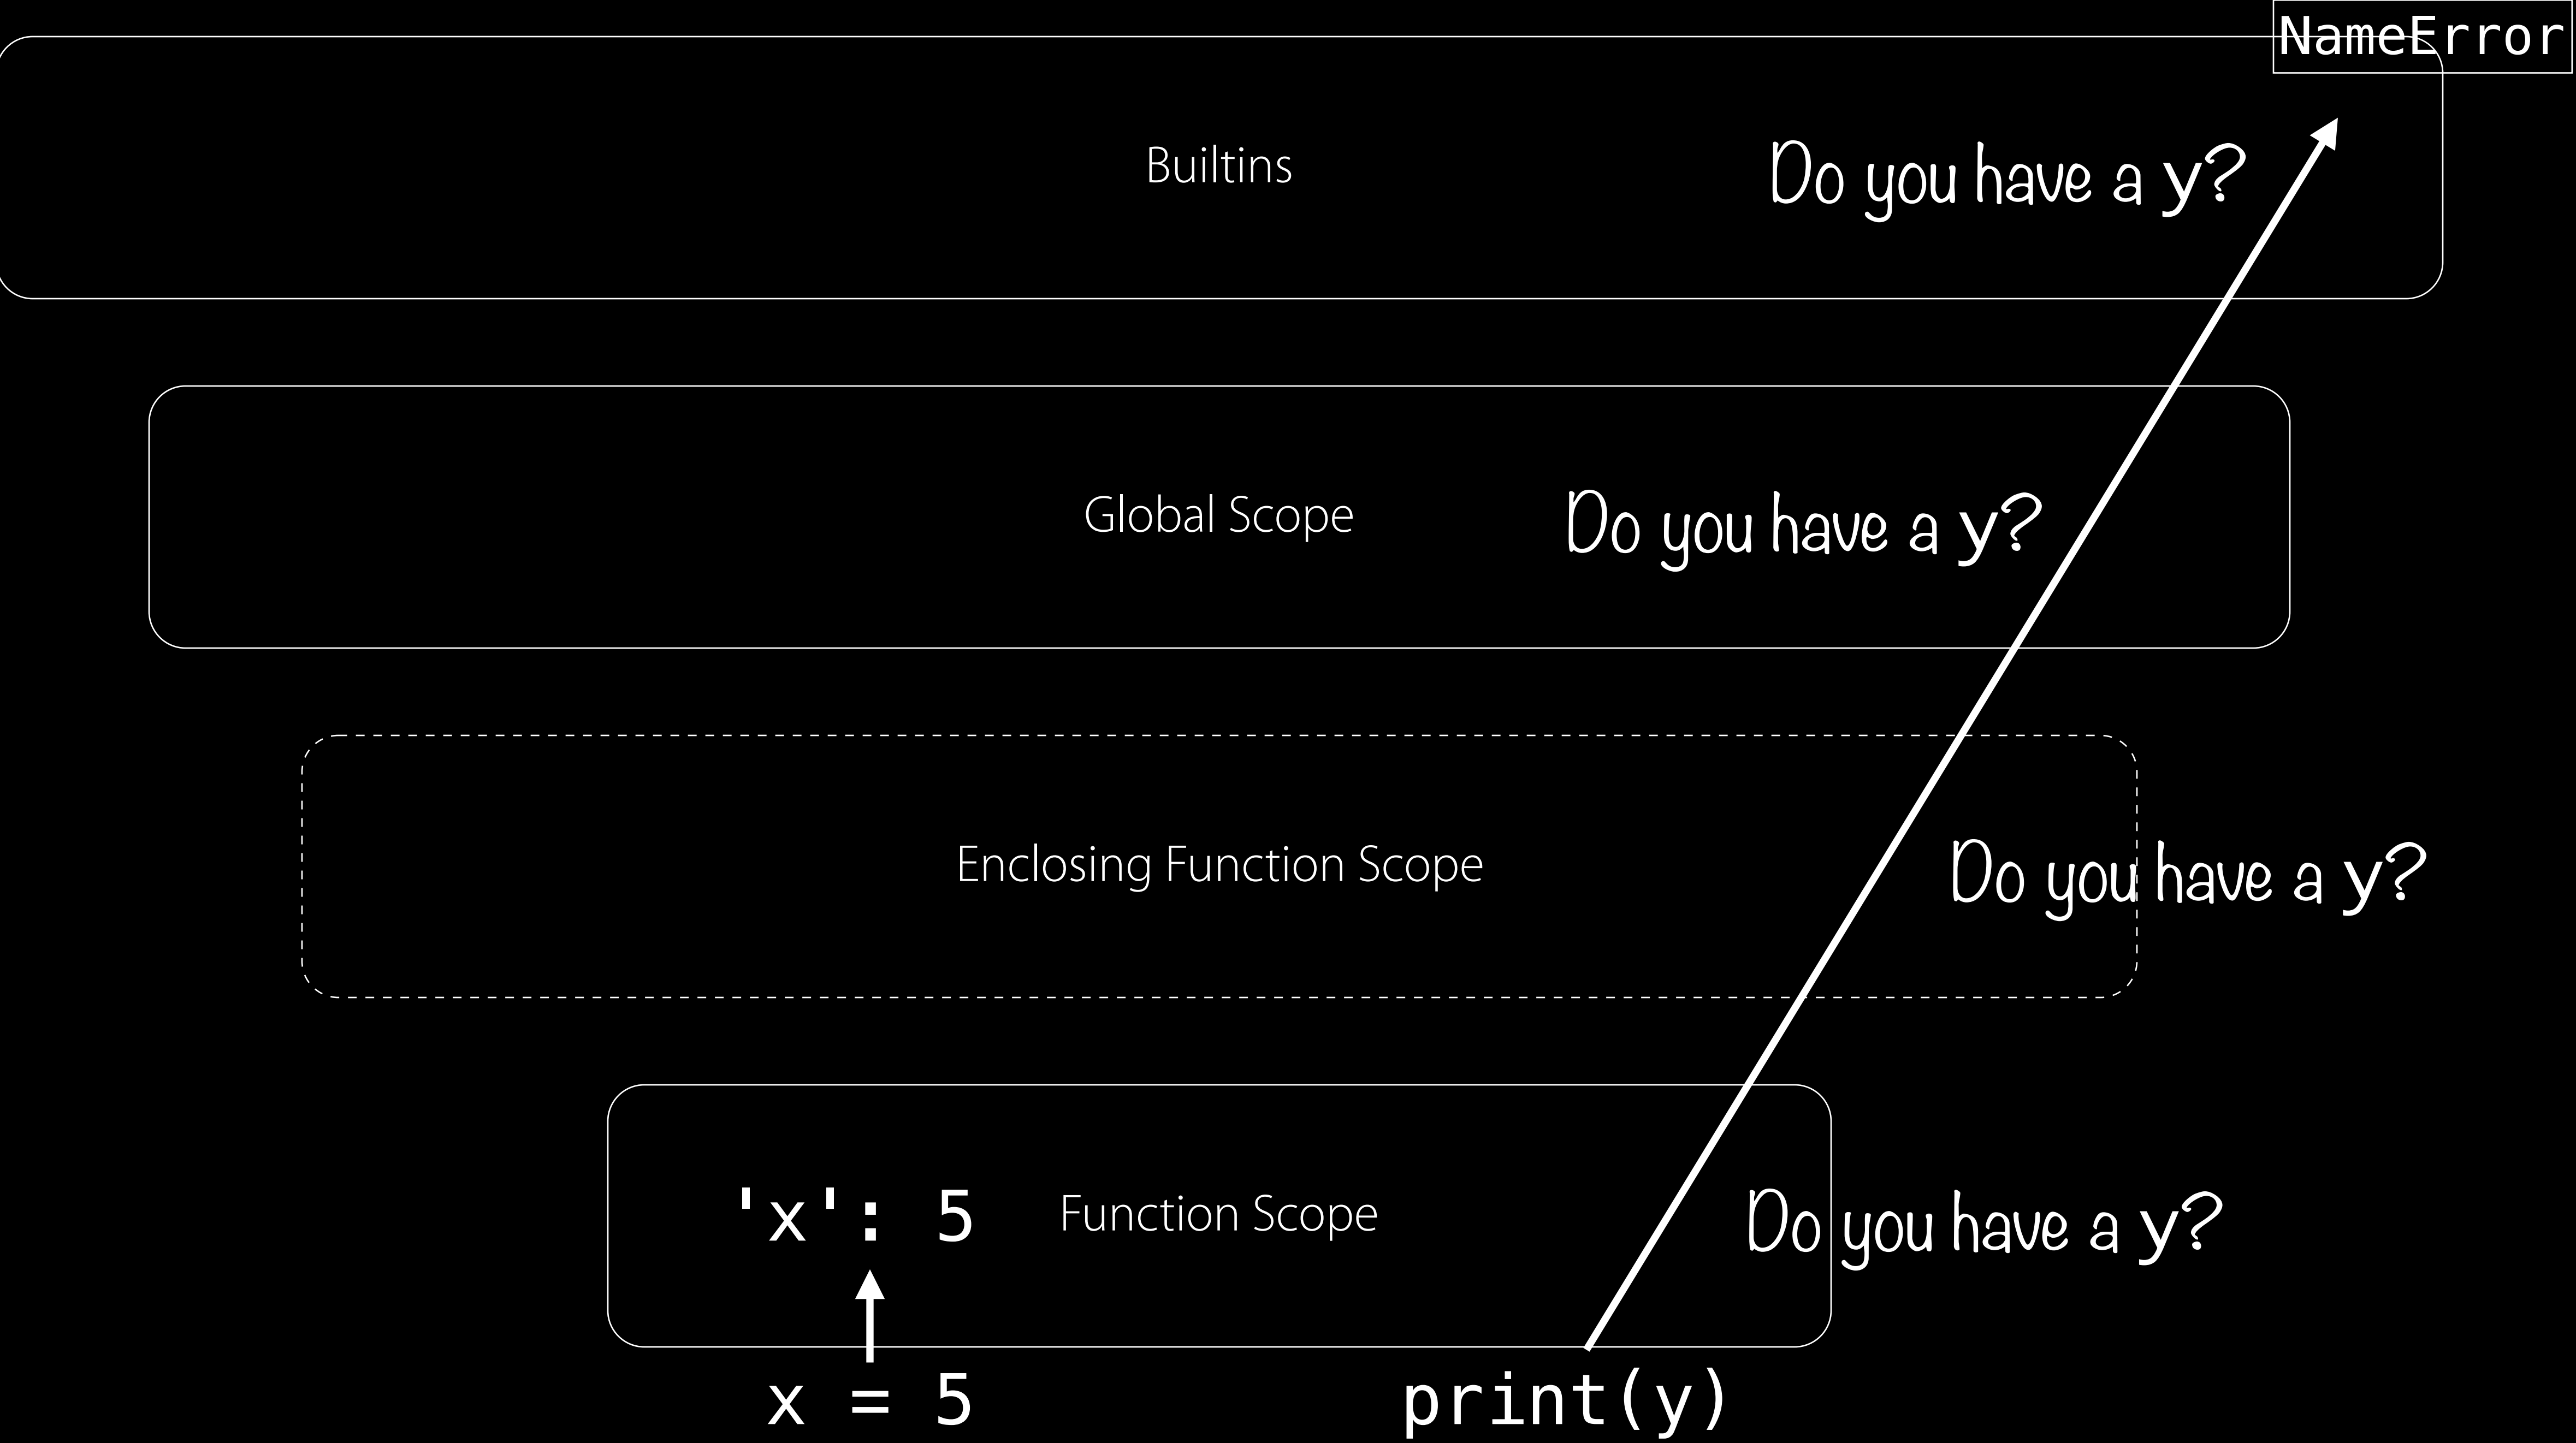 NameError
Builtins
Do you have a y?
Global Scope
Do you have a y?
Enclosing Function Scope
Do you have a y?
'x': 5
Function Scope
Do you have a y?
x = 5
print(y)